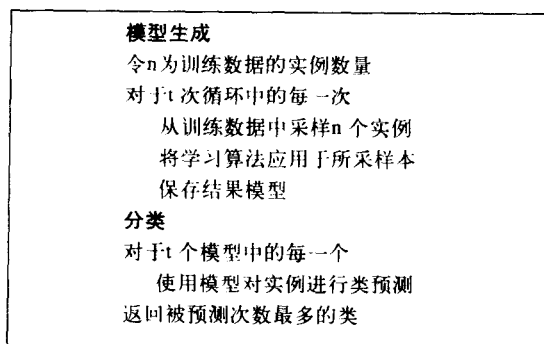 模型生成
令n为训练数据的实例数量
对于t次循环中的每一次
从训练数据中采样n个实例
将学习算法应用于所采样本
保存结果模型
分类
对于t个模型中的每一个
使用模型对实例进行类预测
返回被预测次数最多的类